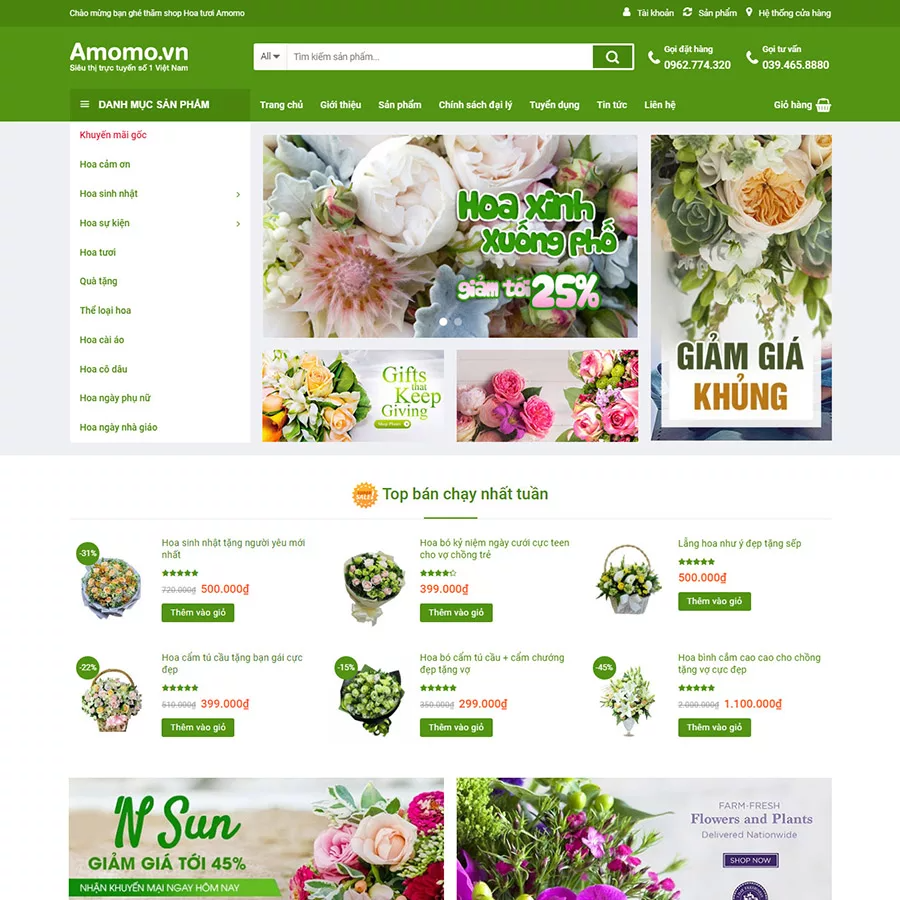 Chào mừng bạn ghé thăm shop Hoa tươi Amomo
Tài khoản
Sản phẩm
Hệ thống cửa hàng
Amomo.vn
Siêu thị trực tuyến số 1 Việt Nam
All
Tìm kiếm sản phẩm...
Gọi đặt hàng
0962.774.320
Gọi tư vấn
039.465.8880
DANH MỤC SẢN PHẨM
Trang chủ
Giới thiệu
Sản phẩm
Chính sách đại lý
Tuyển dụng
Tin tức
Liên hệ
Giỏ hàng
Khuyến mãi gốc
Hoa cảm ơn
Hoa sinh nhật
Hoa sự kiện
Hoa tươi
Quà tặng
Thể loại hoa
Hoa cài áo
Hoa cô dâu
Hoa ngày phụ nữ
Hoa ngày nhà giáo
Hoa xinh
Xuống phố
giảm tới 25%
GIẢM GIÁ
KHỦNG
Gifts
that
Keep
Giving
Shop Plants
Top bán chạy nhất tuần
-31%
Hoa sinh nhật tặng người yêu mới
nhất
720.000₫ 500.000₫
Thêm vào giỏ
Hoa bó kỷ niệm ngày cưới cực teen
cho vợ chồng trẻ
399.000₫
Thêm vào giỏ
Lẵng hoa như ý đẹp tặng sếp
500.000₫
Thêm vào giỏ
-22%
Hoa cẩm tú cầu tặng bạn gái cực
đẹp
510.000₫ 399.000₫
Thêm vào giỏ
-15%
Hoa bó cẩm tú cầu + cẩm chướng
đẹp tặng vợ
350.000₫ 299.000₫
Thêm vào giỏ
-45%
Hoa bình cắm cao cao cho chồng
tặng vợ cực đẹp
2.000.000₫ 1.100.000₫
Thêm vào giỏ
'N Sun
GIẢM GIÁ TỚI 45%
NHẬN KHUYẾN MẠI NGAY HÔM NAY
FARM-FRESH
Flowers and Plants
Delivered Nationwide
SHOP NOW